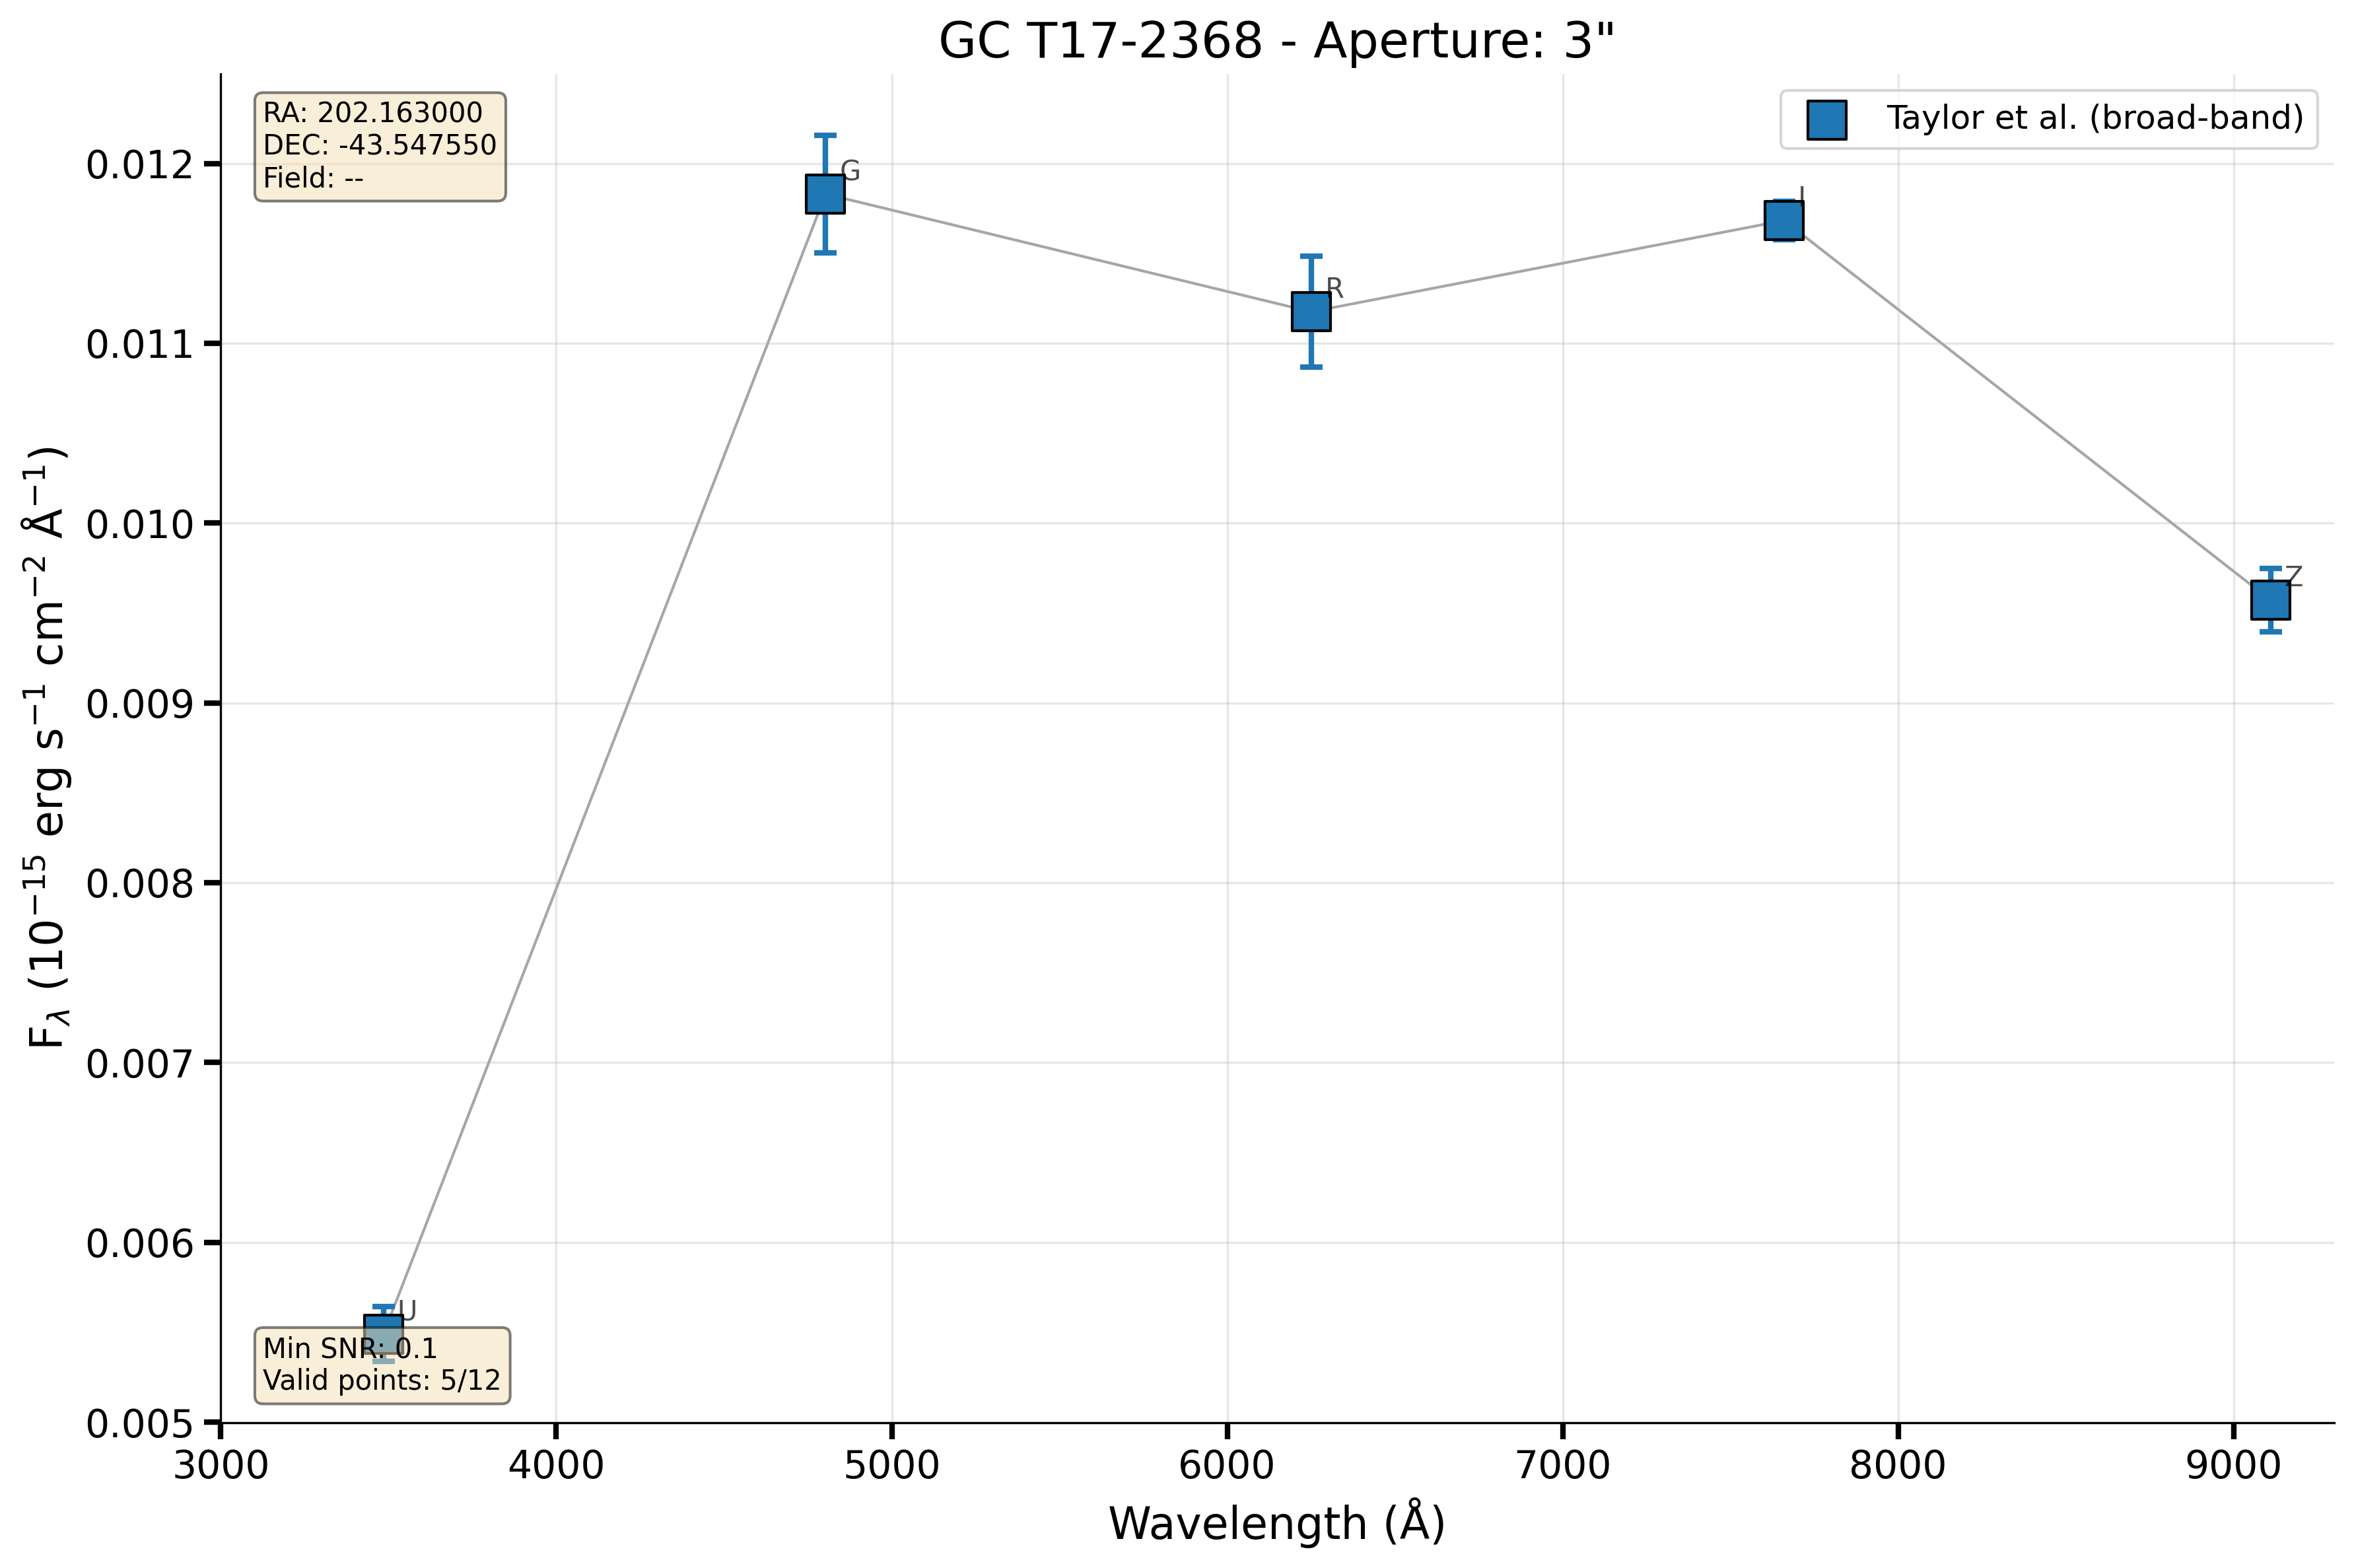 GC T17-2368 - Aperture: 3"
RA: 202.163000
DEC: -43.547550
Field: --
Taylor et al. (broad-band)
G
I
R
Z
U
Min SNR: 0.1
Valid points: 5/12
0.012
0.011
0.010
0.009
0.008
0.007
0.006
0.005
F_λ (10⁻¹⁵ erg s⁻¹ cm⁻² Å⁻¹)
3000 4000 5000 6000 7000 8000 9000
Wavelength (Å)